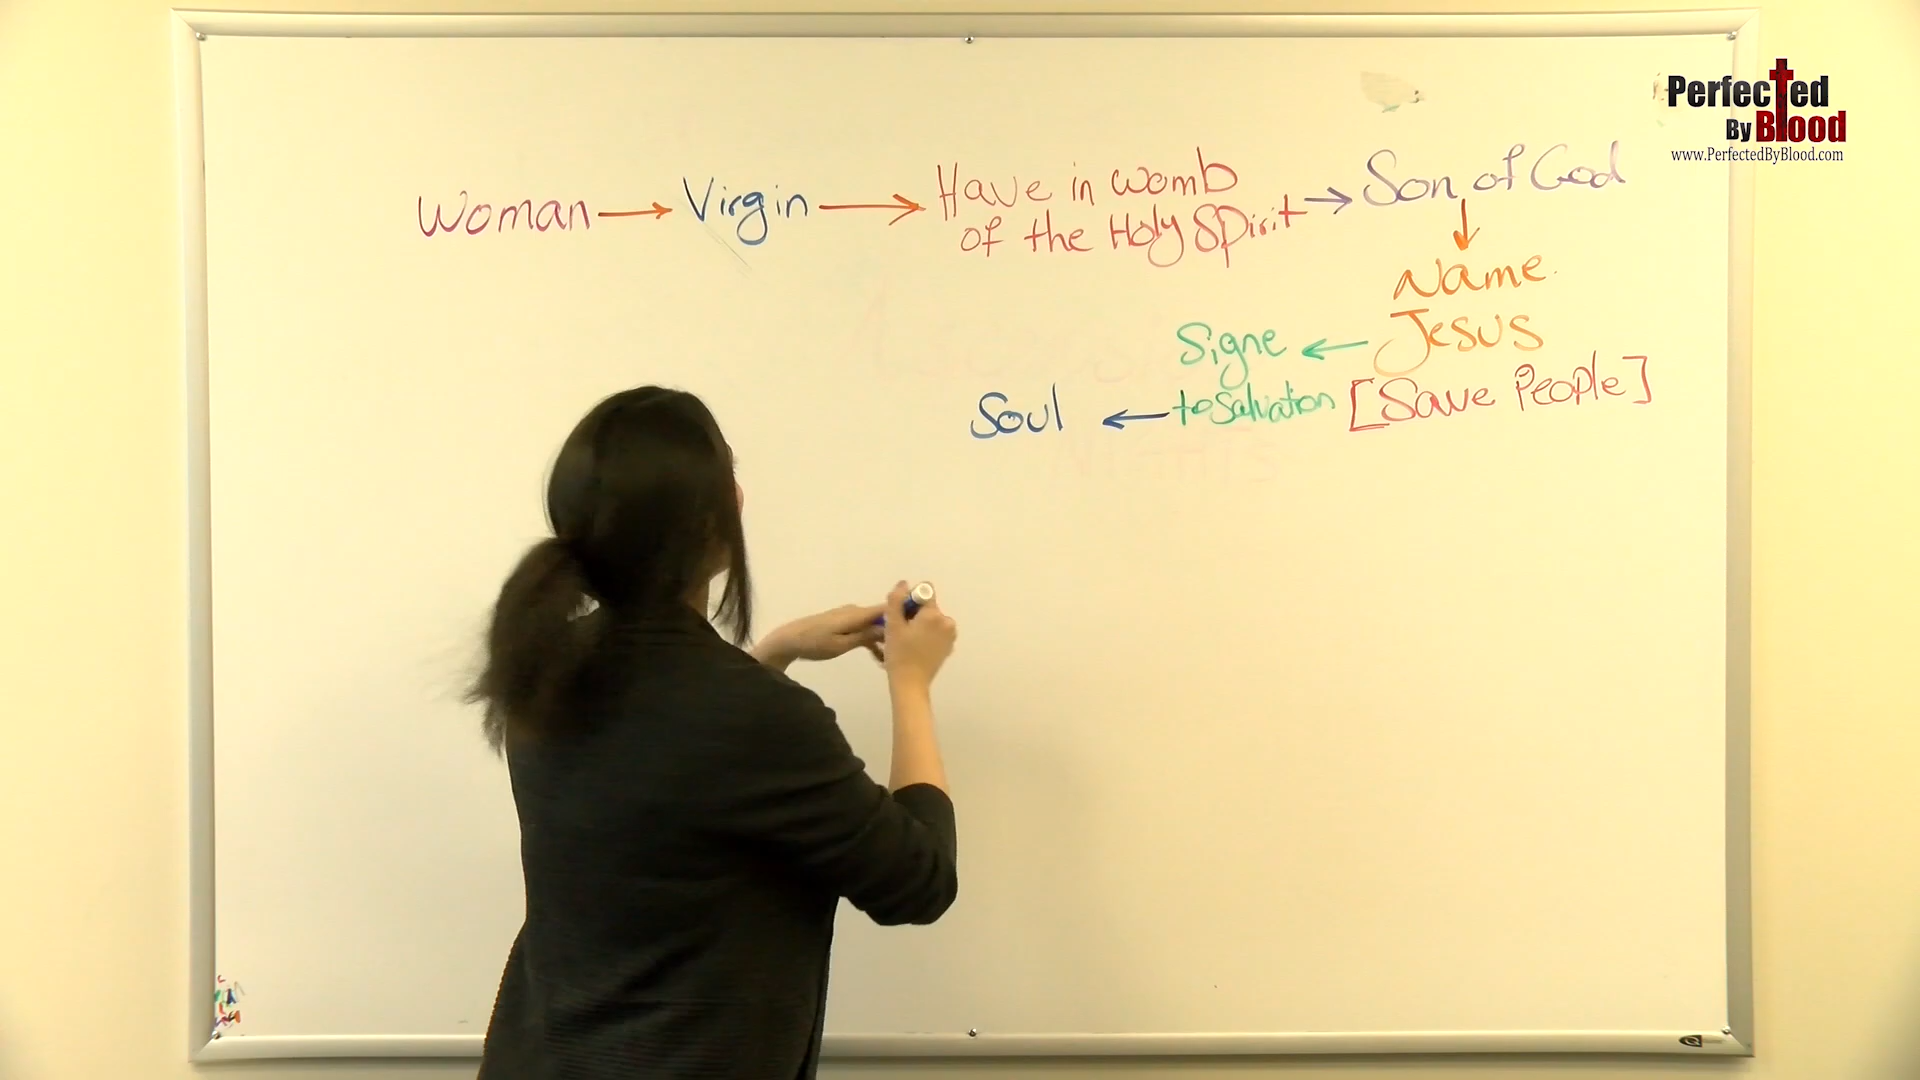 Perfected
By Blood
www.PerfectedByBlood.com
Woman → Virgin → Have in womb
of the Holy Spirit → Son of God
Name
Signe ← Jesus
Soul ← to Salvation [Save People]